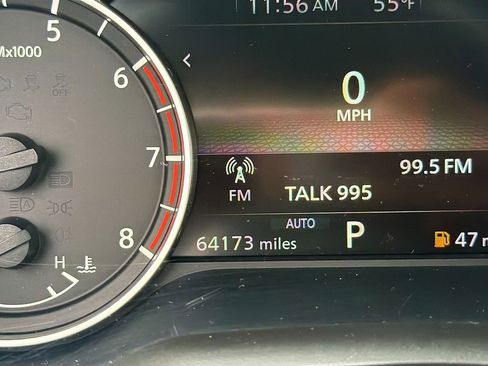 11:56 AM 55°F
5
Mx1000
6
0
MPH
OFF
7
99.5 FM
FM
TALK 995
AUTO
8
64173 miles
P
47
H